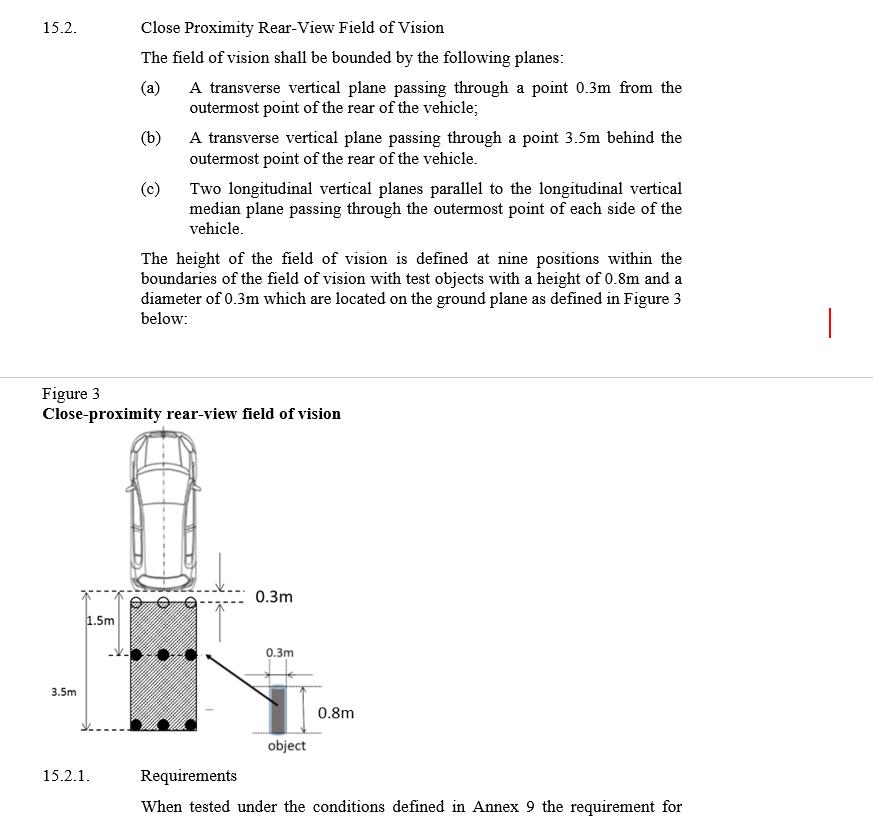 15.2. Close Proximity Rear-View Field of Vision
The field of vision shall be bounded by the following planes:
(a) A transverse vertical plane passing through a point 0.3m from the
outermost point of the rear of the vehicle;
(b) A transverse vertical plane passing through a point 3.5m behind the
outermost point of the rear of the vehicle.
(c) Two longitudinal vertical planes parallel to the longitudinal vertical
median plane passing through the outermost point of each side of the
vehicle.
The height of the field of vision is defined at nine positions within the
boundaries of the field of vision with test objects with a height of 0.8m and a
diameter of 0.3m which are located on the ground plane as defined in Figure 3
below:
Figure 3
Close-proximity rear-view field of vision
0.3m
1.5m
0.3m
3.5m
0.8m
object
15.2.1. Requirements
When tested under the conditions defined in Annex 9 the requirement for